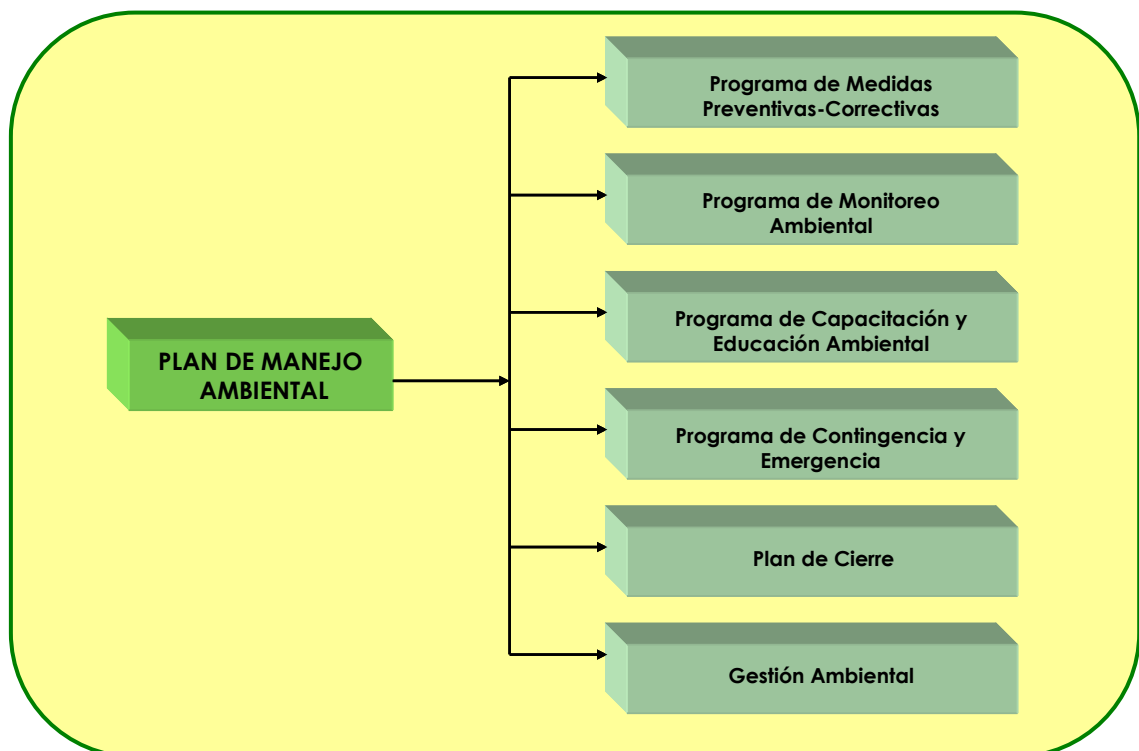 Programa de Medidas
Preventivas-Correctivas
Programa de Monitoreo
Ambiental
Programa de Capacitación y
Educación Ambiental
PLAN DE MANEJO
AMBIENTAL
Programa de Contingencia y
Emergencia
Plan de Cierre
Gestión Ambiental